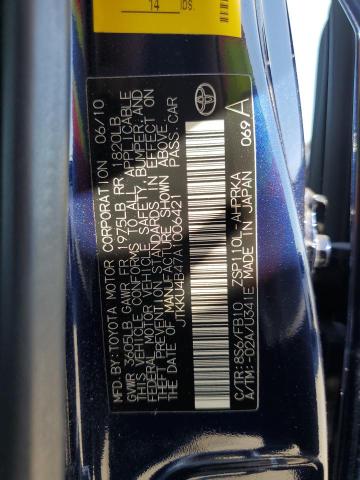 14 lbs.
MFD.BY:TOYOTA MOTOR CORPORATION 06/10
GVWR 3665LB GAWR FR 1975LB RR 1820LB
THIS VEHICLE CONFORMS TO ALL APPLICABLE
FEDERAL MOTOR VEHICLE SAFETY, BUMPER, AND
THEFT PREVENTION STANDARDS IN EFFECT ON
THE DATE OF MANUFACTURE SHOWN ABOVE.
JTKKU4B47A1006421 PASS.CAR
C/TR:8S6/FB10 ZSP110L-AHPRKA
A/TM:-02A/U341E MADE IN JAPAN
069 A